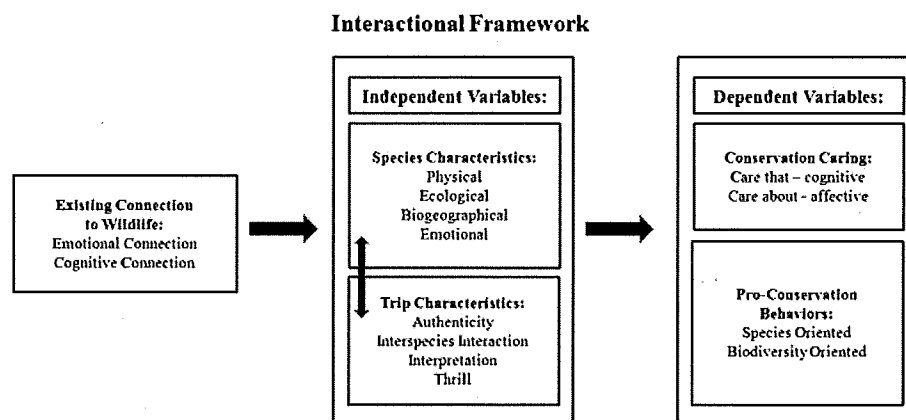 Interactional Framework
Existing Connection
to Wildlife:
Emotional Connection
Cognitive Connection
Independent Variables:
Species Characteristics:
Physical
Ecological
Biogeographical
Emotional
Trip Characteristics:
Authenticity
Interspecies Interaction
Interpretation
Thrill
Dependent Variables:
Conservation Caring:
Care that – cognitive
Care about - affective
Pro-Conservation
Behaviors:
Species Oriented
Biodiversity Oriented